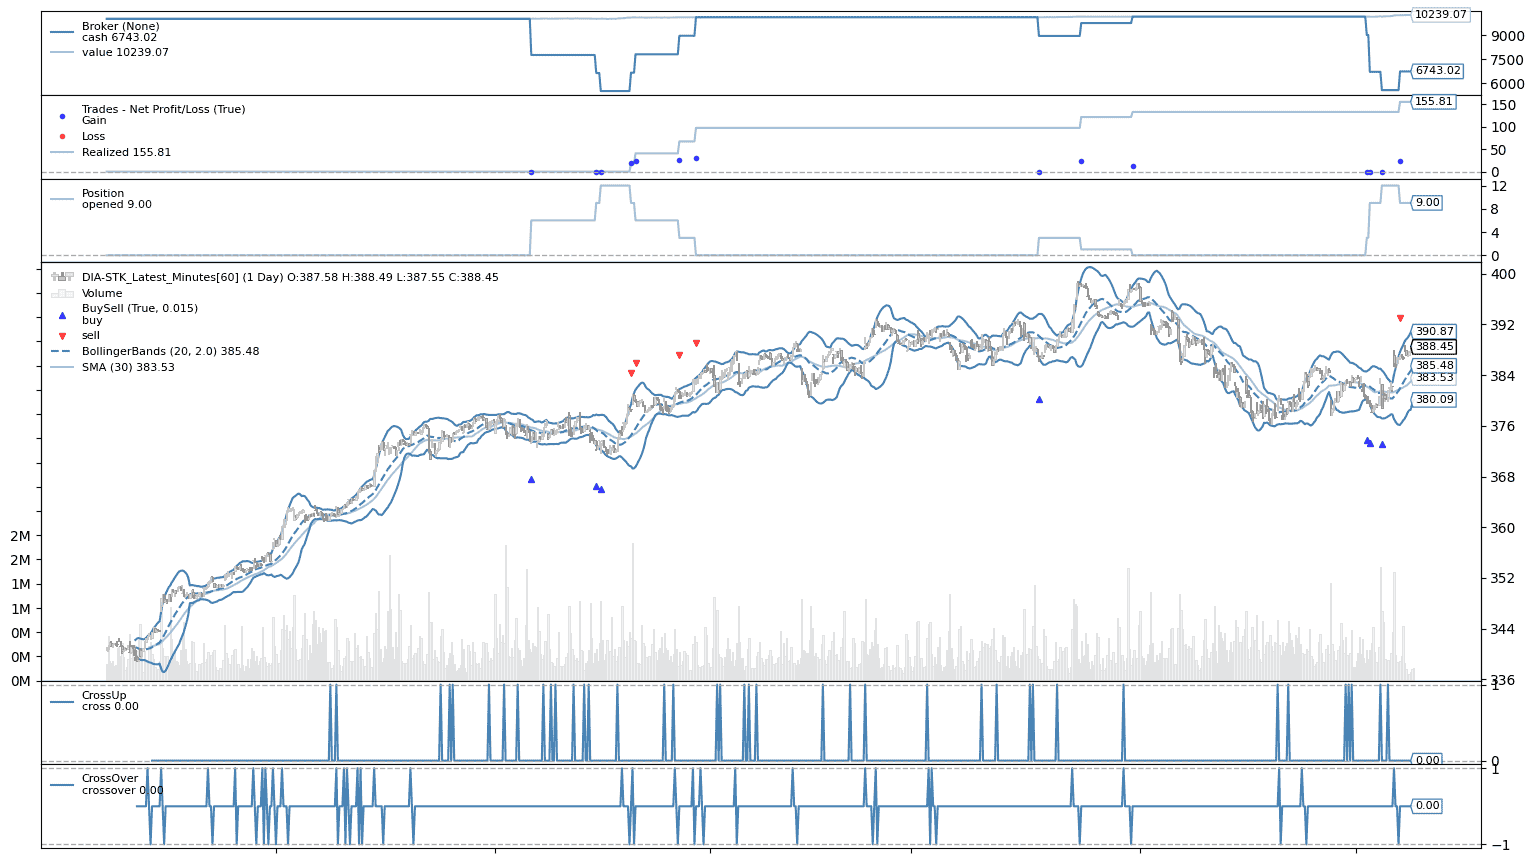 Broker (None)
cash 6743.02
value 10239.07
10239.07
9000
7500
6743.02
6000
Trades - Net Profit/Loss (True)
Gain
Loss
Realized 155.81
155.81
150
100
50
0
Position
opened 9.00
12
9.00
8
4
0
DIA-STK_Latest_Minutes[60] (1 Day) O:387.58 H:388.49 L:387.55 C:388.45
Volume
BuySell (True, 0.015)
buy
sell
BollingerBands (20, 2.0) 385.48
SMA (30) 383.53
400
392
390.87
388.45
385.48
383.53
384
380.09
376
368
360
352
344
336
2M
2M
1M
1M
0M
0M
0M
CrossUp
cross 0.00
1
0.00
0
CrossOver
crossover 0.00
1
0.00
−1